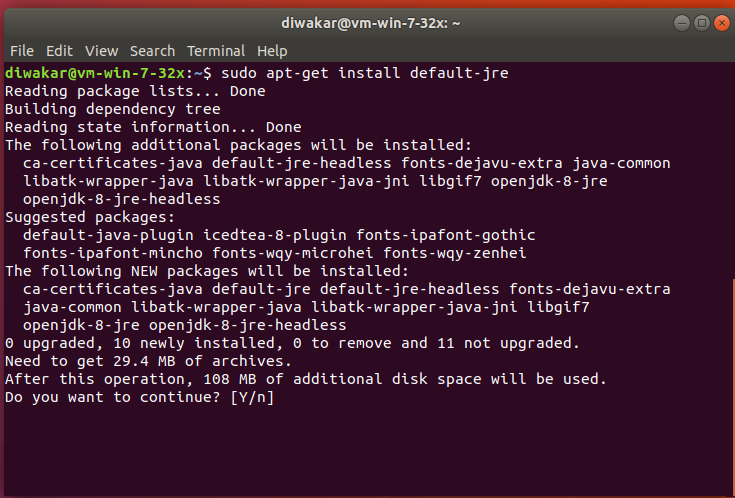 diwakar@vm-win-7-32x: ~
File Edit View Search Terminal Help
diwakar@vm-win-7-32x:~$ sudo apt-get install default-jre
Reading package lists... Done
Building dependency tree
Reading state information... Done
The following additional packages will be installed:
  ca-certificates-java default-jre-headless fonts-dejavu-extra java-common
  libatk-wrapper-java libatk-wrapper-java-jni libgif7 openjdk-8-jre
  openjdk-8-jre-headless
Suggested packages:
  default-java-plugin icedtea-8-plugin fonts-ipafont-gothic
  fonts-ipafont-mincho fonts-wqy-microhei fonts-wqy-zenhei
The following NEW packages will be installed:
  ca-certificates-java default-jre default-jre-headless fonts-dejavu-extra
  java-common libatk-wrapper-java libatk-wrapper-java-jni libgif7
  openjdk-8-jre openjdk-8-jre-headless
0 upgraded, 10 newly installed, 0 to remove and 11 not upgraded.
Need to get 29.4 MB of archives.
After this operation, 108 MB of additional disk space will be used.
Do you want to continue? [Y/n]